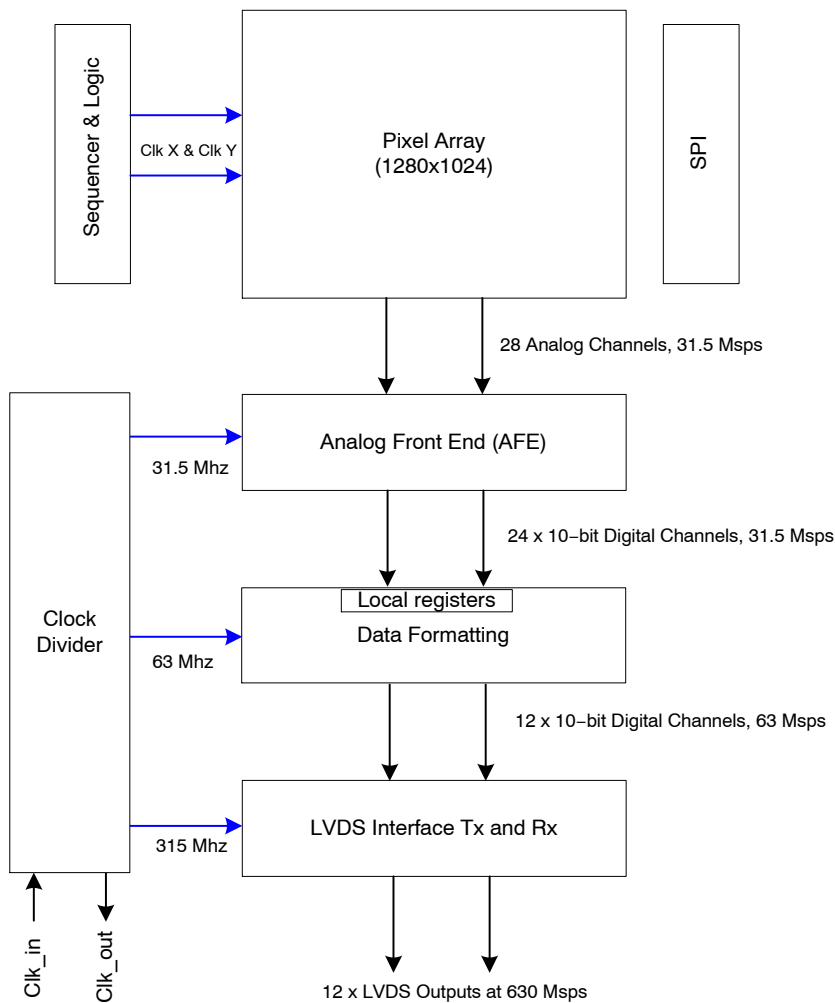 Sequencer & Logic
Clk X & Clk Y
Pixel Array
(1280x1024)
SPI
28 Analog Channels, 31.5 Msps
Analog Front End (AFE)
31.5 Mhz
24 x 10−bit Digital Channels, 31.5 Msps
Local registers
Data Formatting
Clock
Divider
63 Mhz
12 x 10−bit Digital Channels, 63 Msps
LVDS Interface Tx and Rx
315 Mhz
Clk_in
Clk_out
12 x LVDS Outputs at 630 Msps